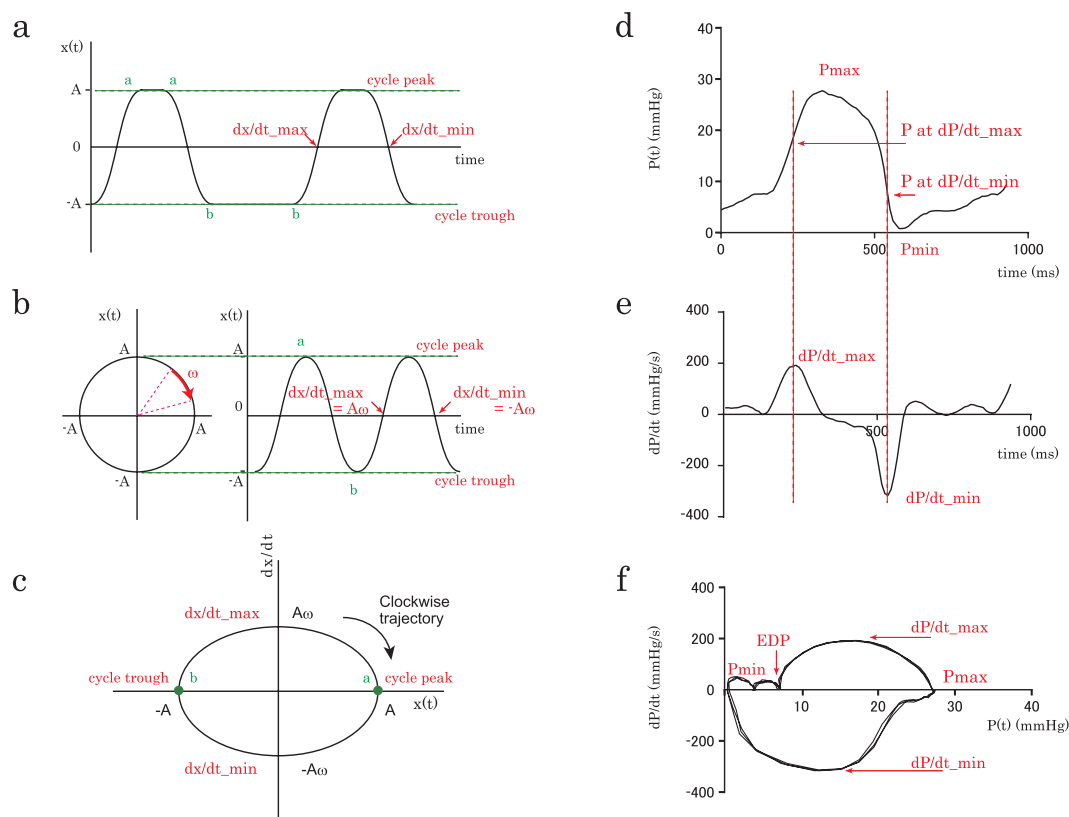 a
x(t)
a a cycle peak
A
dx/dt_max dx/dt_min
0
time
-A
b b cycle trough
b
x(t) x(t)
A A a cycle peak
ω
dx/dt_max dx/dt_min
0 = Aω = -Aω
-A A time
-A -A cycle trough
b
c
dx/dt
dx/dt_max Aω Clockwise
trajectory
cycle trough b a cycle peak
-A A x(t)
dx/dt_min -Aω
d
P(t) (mmHg)
40
Pmax
30
P at dP/dt_max
20
10 P at dP/dt_min
0
0 500 1000
Pmin
time (ms)
e
dP/dt (mmHg/s)
400
dP/dt_max
200
0
500 1000
time (ms)
-200
dP/dt_min
-400
f
dP/dt (mmHg/s)
400
dP/dt_max
200 EDP
Pmin Pmax
0
10 20 30 40
P(t) (mmHg)
-200
dP/dt_min
-400